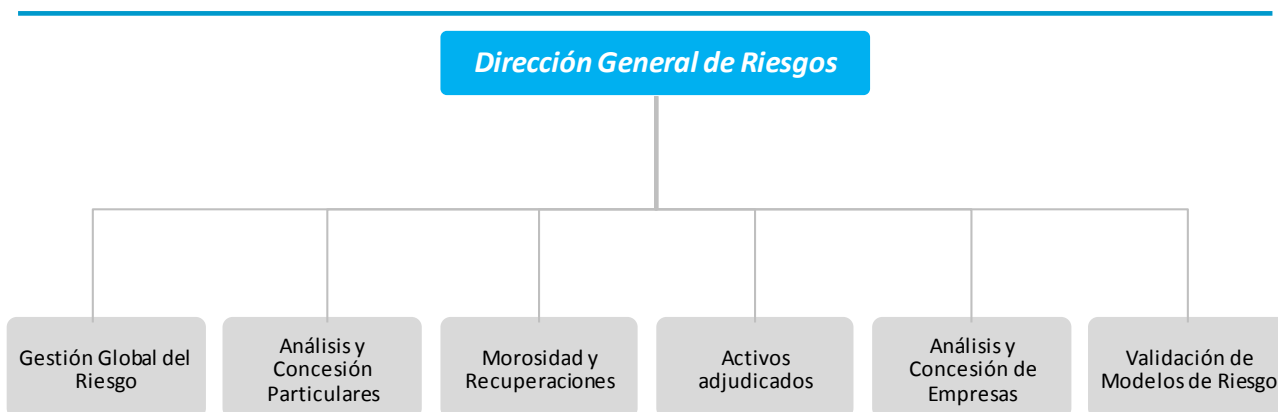 Dirección General de Riesgos
Gestión Global del
Riesgo
Análisis y
Concesión
Particulares
Morosidad y
Recuperaciones
Activos
adjudicados
Análisis y
Concesión de
Empresas
Validación de
Modelos de Riesgo